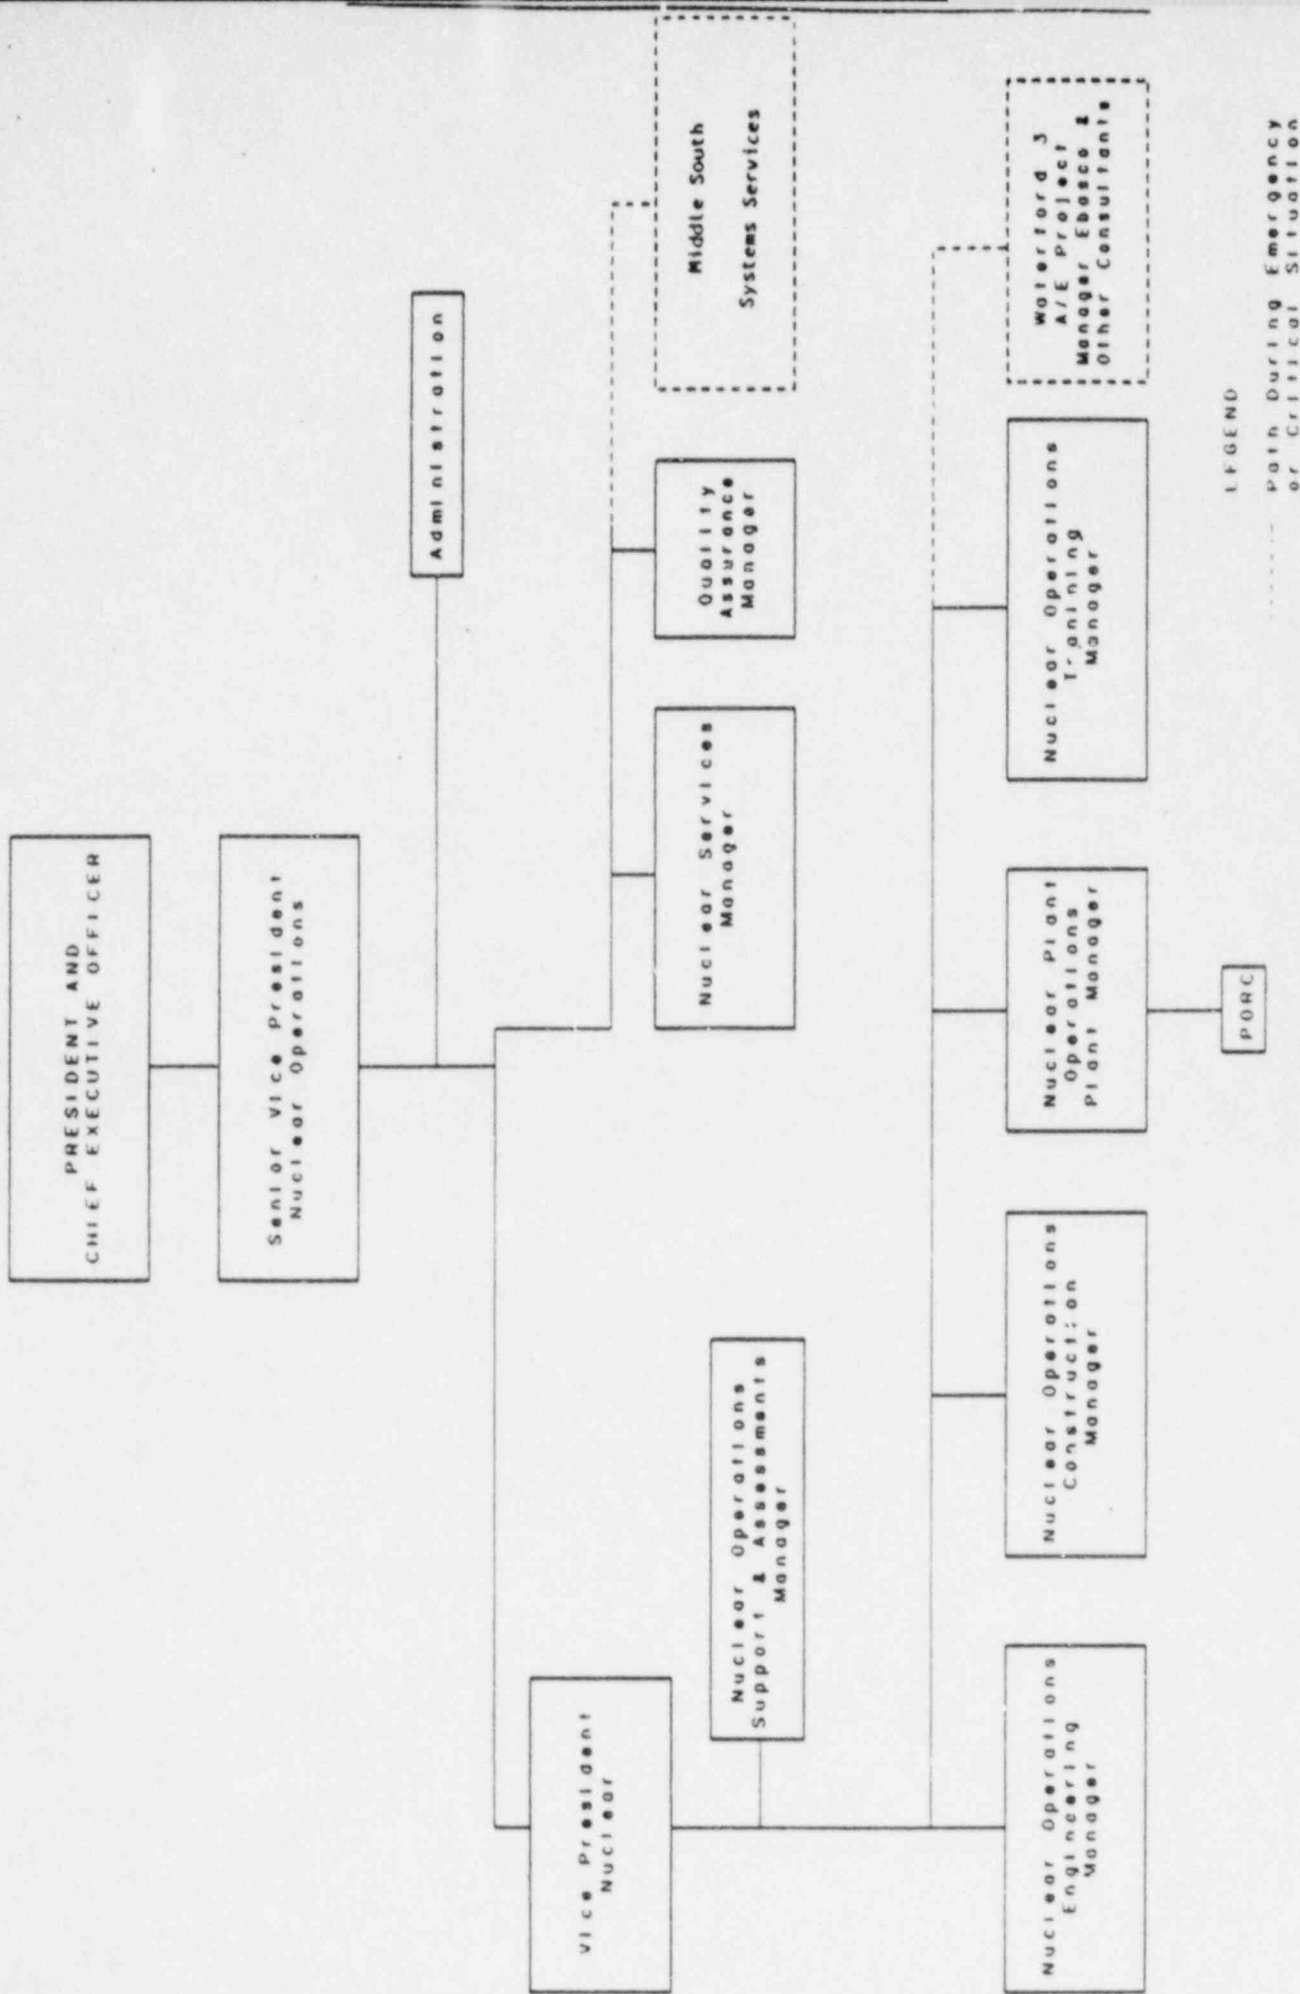 PRESIDENT AND
CHIEF EXECUTIVE OFFICER
Senior Vice President
Nuclear Operations
Administration
Vice President
Nuclear
Nuclear Operations
Support & Assessments
Manager
Nuclear Services
Manager
Quality
Assurance
Manager
Middle South
Systems Services
Nuclear Operations
Engineering
Manager
Nuclear Operations
Construction
Manager
Nuclear Plant
Operations
Plant Manager
Nuclear Operations
Training
Manager
Waterford 3
A/E Project
Manager Ebasco &
Other Consultants
PORC
LEGEND
Path During Emergency
or Critical Situation